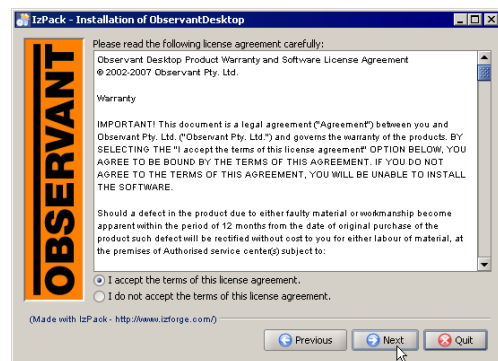 IzPack - Installation of ObservantDesktop
OBSERVANT
Please read the following license agreement carefully:
Observant Desktop Product Warranty and Software License Agreement
© 2002-2007 Observant Pty. Ltd.
Warranty
IMPORTANT! This document is a legal agreement ("Agreement") between you and
Observant Pty. Ltd. ("Observant Pty. Ltd.") and governs the warranty of the products. BY
SELECTING THE "I accept the terms of this license agreement" OPTION BELOW, YOU
AGREE TO BE BOUND BY THE TERMS OF THIS AGREEMENT. IF YOU DO NOT
AGREE TO THE TERMS OF THIS AGREEMENT, YOU WILL BE UNABLE TO INSTALL
THE SOFTWARE.
Should a defect in the product due to either faulty material or workmanship become
apparent within the period of 12 months from the date of original purchase of the
product such defect will be rectified without cost to you for either labour of material, at
the premises of Authorised service center(s) subject to:
I accept the terms of this license agreement.
I do not accept the terms of this license agreement.
(Made with IzPack - http://www.izforge.com/)
Previous
Next
Quit